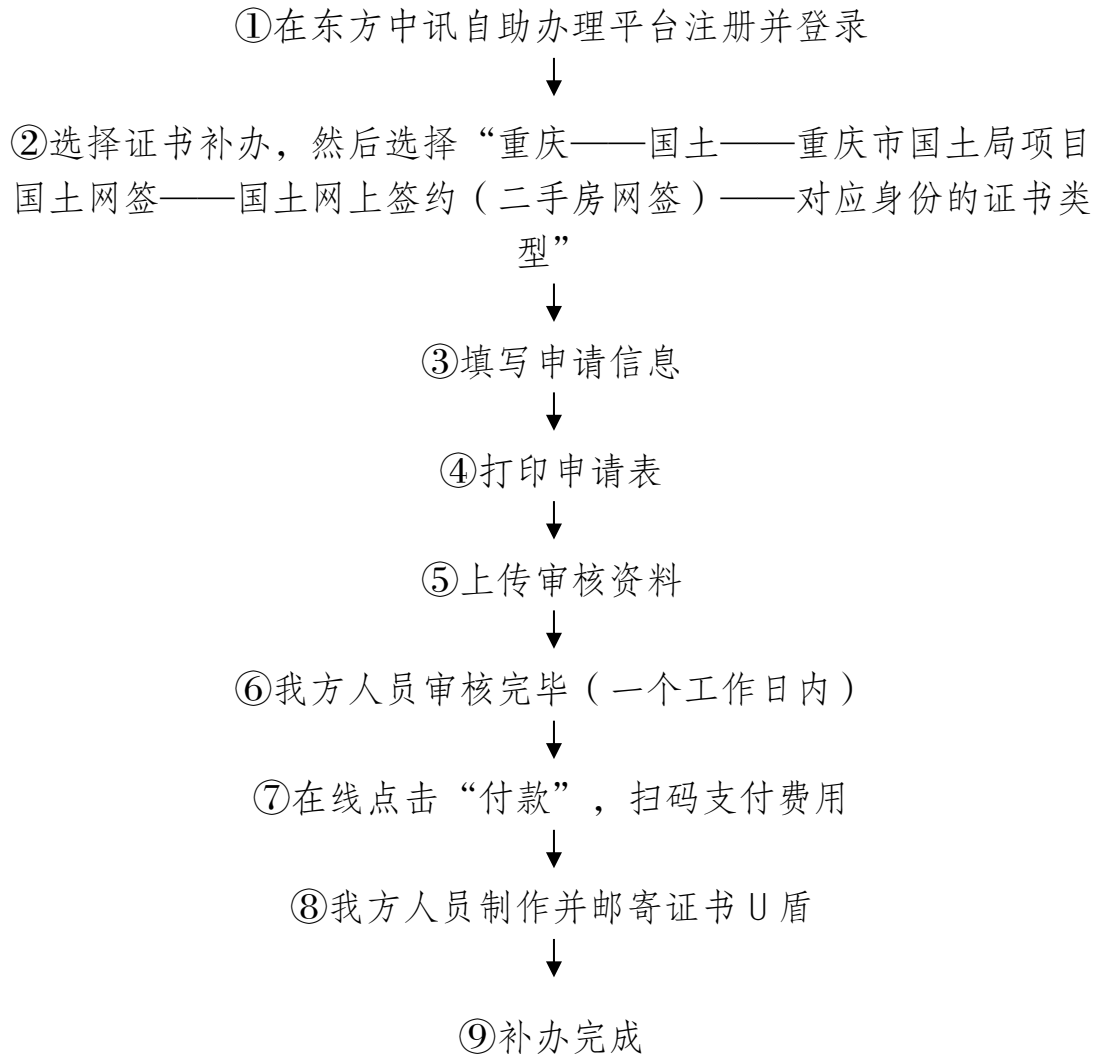 ①在东方中讯自助办理平台注册并登录
②选择证书补办，然后选择“重庆——国土——重庆市国土局项目
国土网签——国土网上签约（二手房网签）——对应身份的证书类
型”
③填写申请信息
④打印申请表
⑤上传审核资料
⑥我方人员审核完毕（一个工作日内）
⑦在线点击“付款”，扫码支付费用
⑧我方人员制作并邮寄证书U盾
⑨补办完成